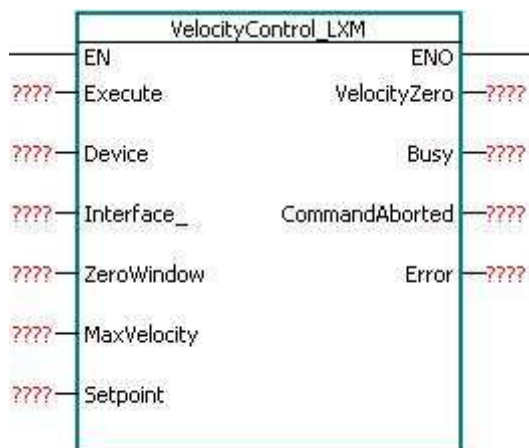 VelocityControl_LXM
EN ENO
???? Execute VelocityZero ????
???? Device Busy ????
???? Interface_ CommandAborted ????
???? ZeroWindow Error ????
???? MaxVelocity
???? Setpoint